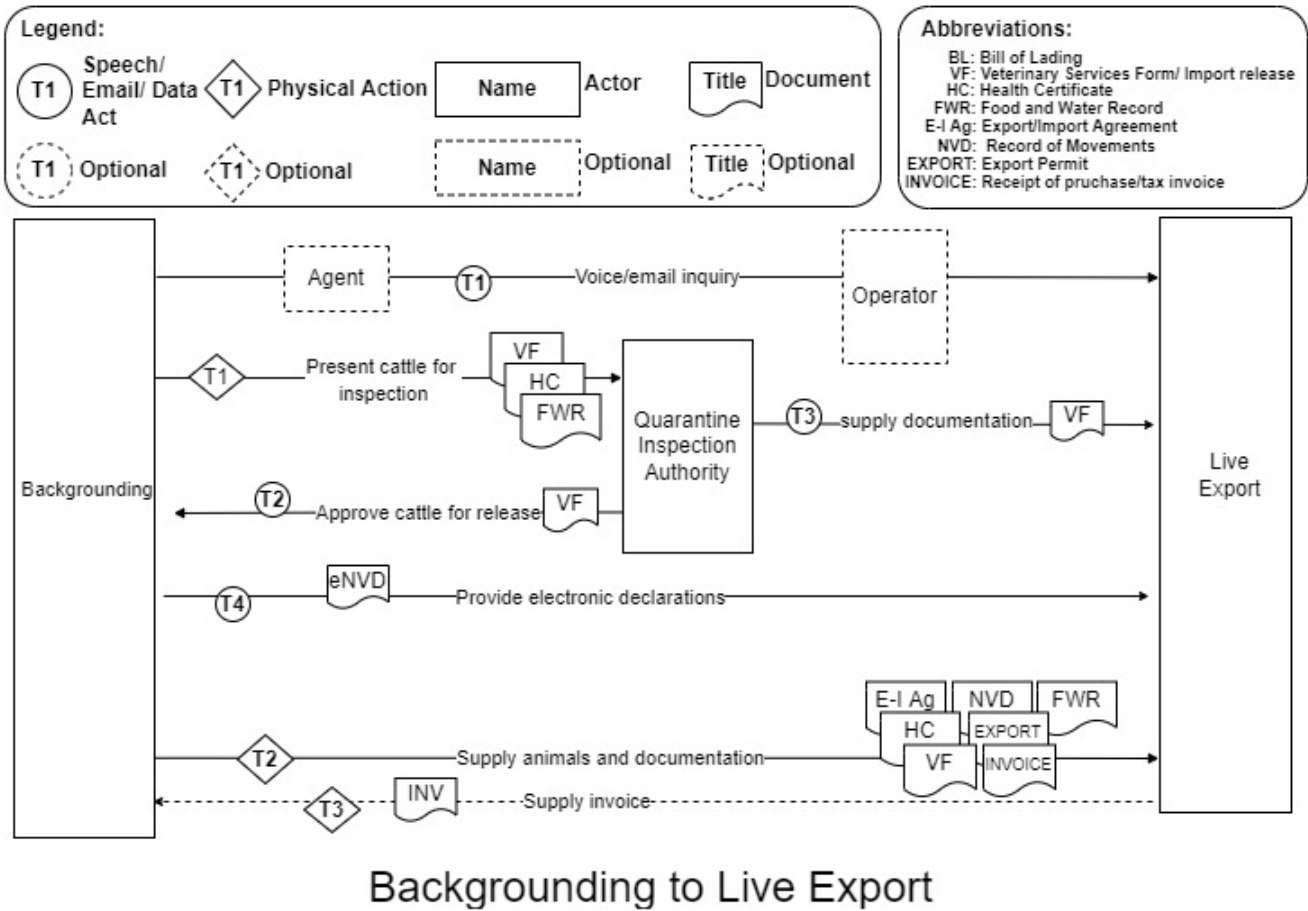 Legend:
T1
Speech/
Email/ Data
Act
T1
Physical Action
Name
Actor
Title
Document
T1
Optional
T1
Optional
Name
Optional
Title
Optional
Abbreviations:
BL: Bill of Lading
VF: Veterinary Services Form/ Import release
HC: Health Certificate
FWR: Food and Water Record
E-I Ag: Export/Import Agreement
NVD: Record of Movements
EXPORT: Export Permit
INVOICE: Receipt of pruchase/tax invoice
Backgrounding
Agent
T1
Voice/email inquiry
Operator
Live
Export
T1
Present cattle for
inspection
VF
HC
FWR
Quarantine
Inspection
Authority
T3
supply documentation
VF
T2
Approve cattle for release
VF
T4
eNVD
Provide electronic declarations
T2
Supply animals and documentation
E-I Ag
NVD
FWR
HC
EXPORT
VF
INVOICE
T3
INV
Supply invoice
Backgrounding to Live Export